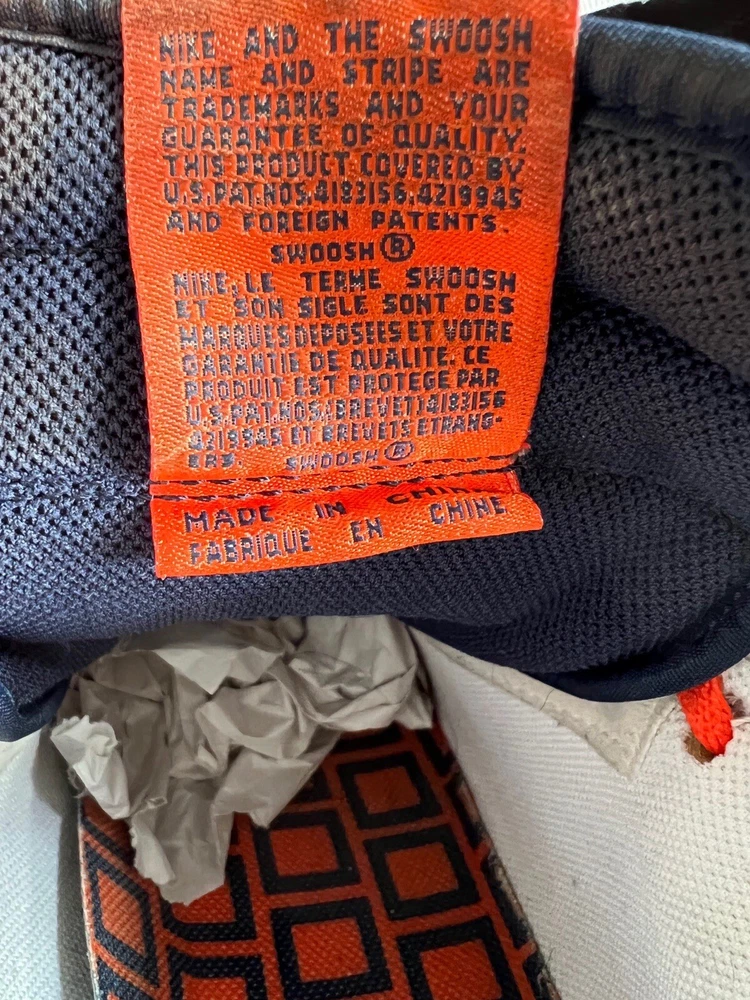 NIKE AND THE SWOOSH
NAME AND STRIPE ARE
TRADEMARKS AND YOUR
GUARANTEE OF QUALITY.
THIS PRODUCT COVERED BY
U.S.PAT.NOS.4183156.4219945
AND FOREIGN PATENTS.
SWOOSH®
NIKE, LE TERME SWOOSH
ET SON SIGLE SONT DES
MARQUES DEPOSEES ET VOTRE
GARANTIE DE QUALITE. CE
PRODUIT EST PROTEGE PAR
U.S.PAT.NOS.(BREVET)4183156
4219945 ET BREVETS ETRANG-
ERS. SWOOSH®
MADE IN CHINA
FABRIQUE EN CHINE